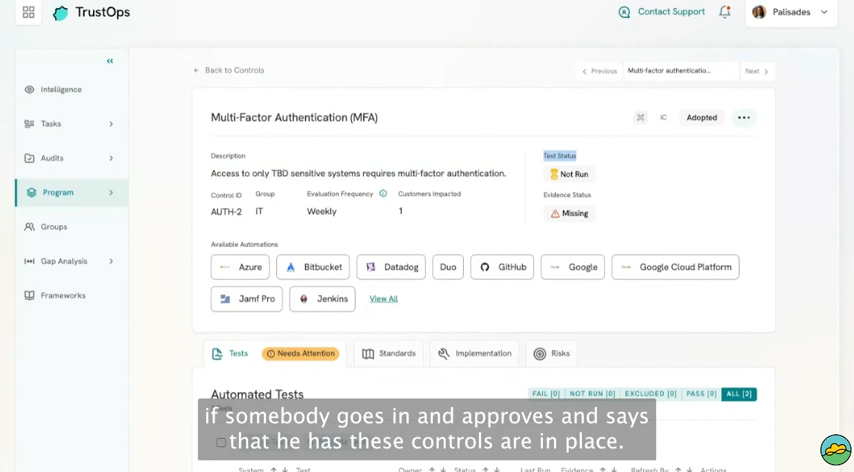 TrustOps
Contact Support
Palisades
«
Intelligence
Tasks
Audits
Program
Groups
Gap Analysis
Frameworks
← Back to Controls
< Previous
Multi-factor authenticatio...
Next >
Multi-Factor Authentication (MFA)
IC
Adopted
Description
Access to only TBD sensitive systems requires multi-factor authentication.
Control ID
Group
Evaluation Frequency
Customers Impacted
AUTH-2
IT
Weekly
1
Test Status
Not Run
Evidence Status
Missing
Available Automations
Azure
Bitbucket
Datadog
Duo
GitHub
Google
Google Cloud Platform
Jamf Pro
Jenkins
View All
Tests
Needs Attention
Standards
Implementation
Risks
Automated Tests
FAIL [0]
NOT RUN [0]
EXCLUDED [0]
PASS [0]
ALL [2]
if somebody goes in and approves and says
that he has these controls are in place.
System
Test
Owner
Status
Last Run
Evidence
Refresh By
Actions